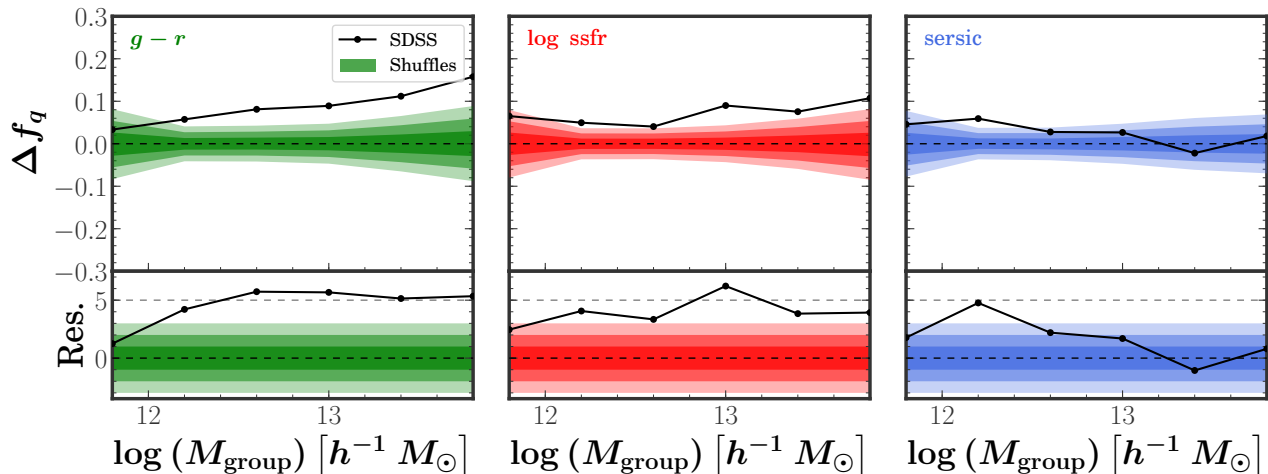 g − r
SDSS
Shuffles
log ssfr
sersic
Δf_q
0.3
0.2
0.1
0.0
−0.1
−0.2
−0.3
Res.
5
0
12 13
12 13
12 13
log (M_group) [h⁻¹ M_⊙]
log (M_group) [h⁻¹ M_⊙]
log (M_group) [h⁻¹ M_⊙]